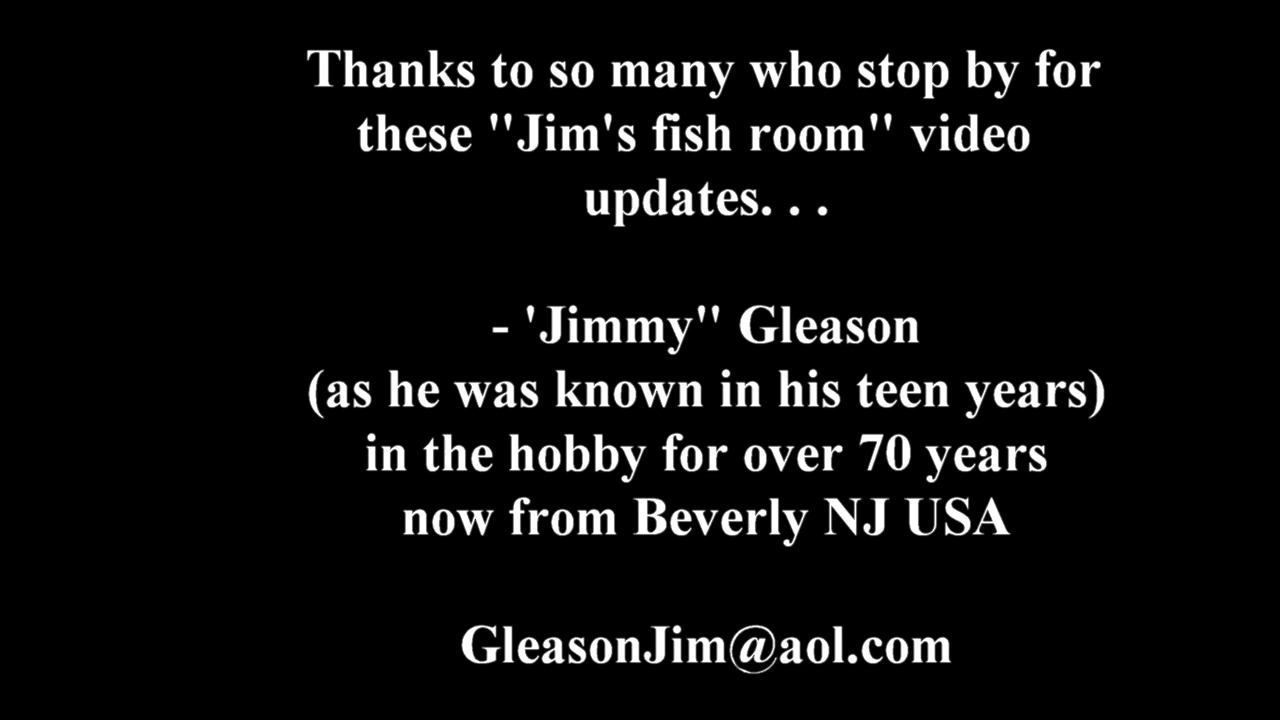 Thanks to so many who stop by for
these "Jim's fish room" video
updates. . .
- 'Jimmy" Gleason
(as he was known in his teen years)
in the hobby for over 70 years
now from Beverly NJ USA
GleasonJim@aol.com